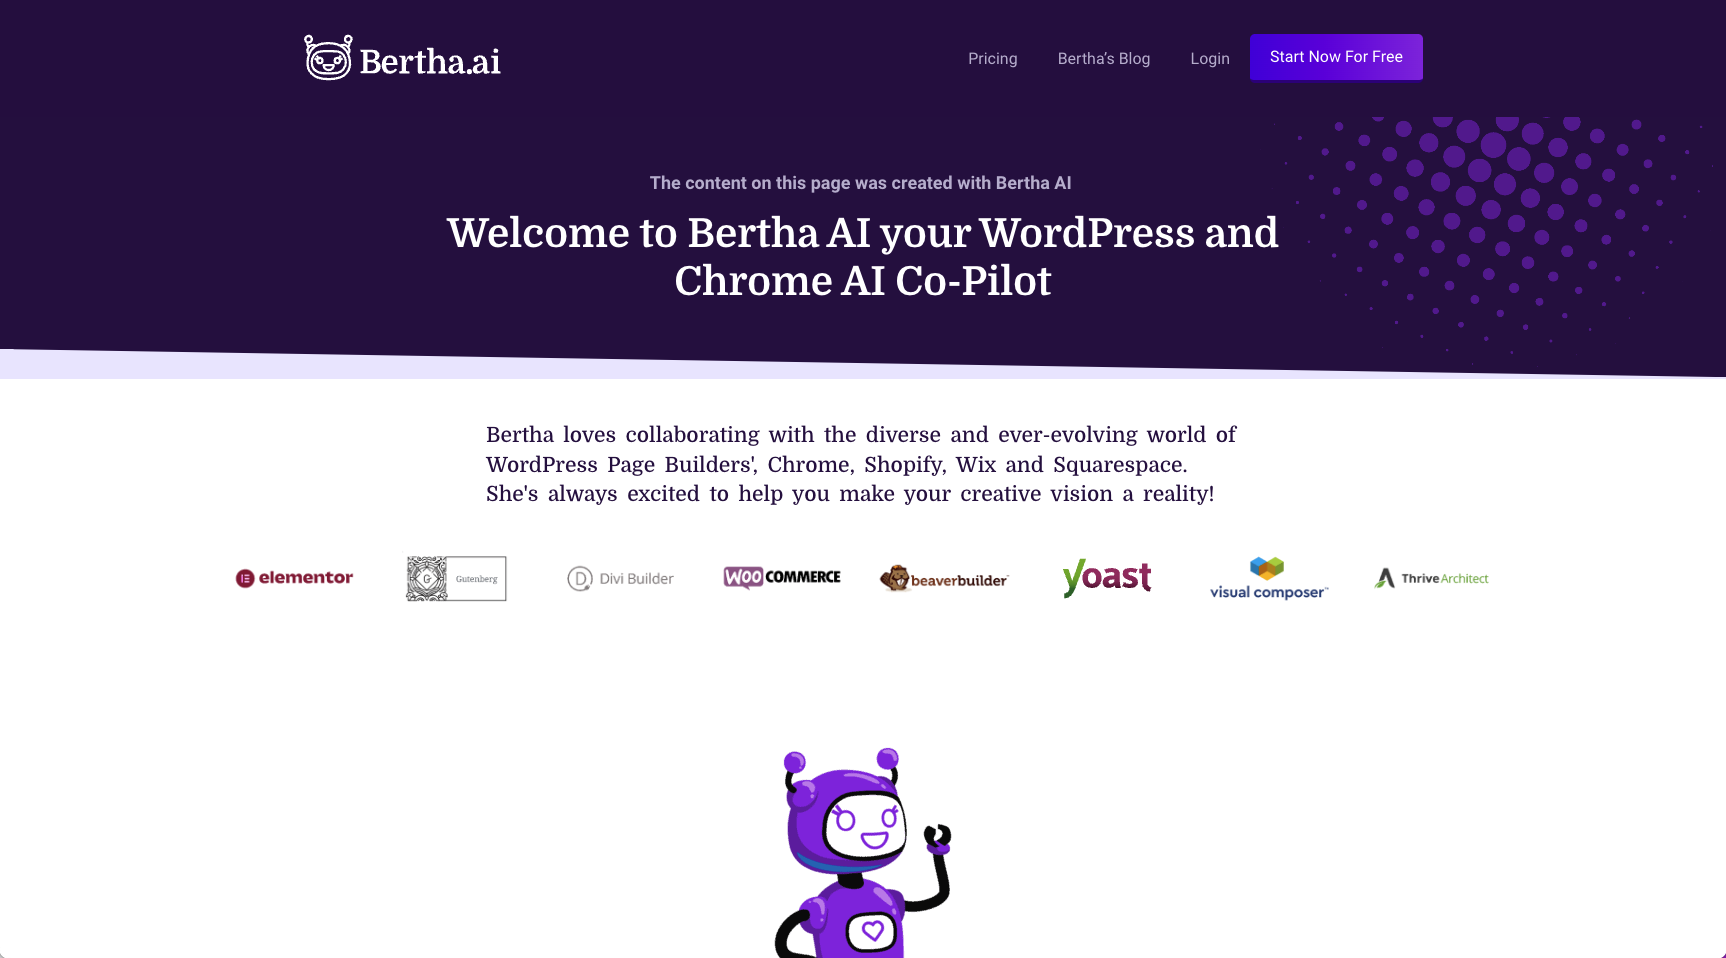 Bertha.ai
Pricing
Bertha's Blog
Login
Start Now For Free
The content on this page was created with Bertha AI
Welcome to Bertha AI your WordPress and
Chrome AI Co-Pilot
Bertha loves collaborating with the diverse and ever-evolving world of
WordPress Page Builders', Chrome, Shopify, Wix and Squarespace.
She's always excited to help you make your creative vision a reality!
elementor
G Gutenberg
D Divi Builder
WOO COMMERCE
beaverbuilder
yoast
visual composer™
Thrive Architect